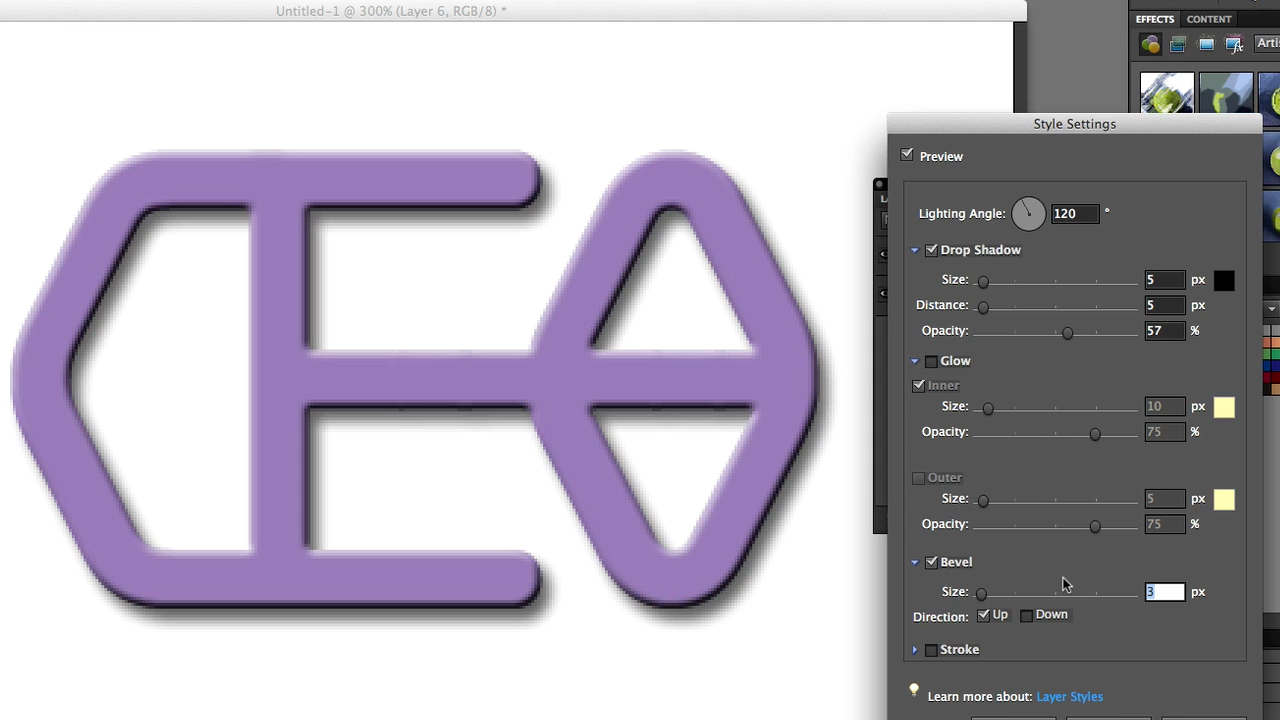 Untitled-1 @ 300% (Layer 6, RGB/8) *
EFFECTS CONTENT
Style Settings
Preview
Lighting Angle: 120 °
Drop Shadow
Size: 5 px
Distance: 5 px
Opacity: 57 %
Glow
Inner
Size: 10 px
Opacity: 75 %
Outer
Size: 5 px
Opacity: 75 %
Bevel
Size: 3 px
Direction: Up Down
Stroke
Learn more about: Layer Styles